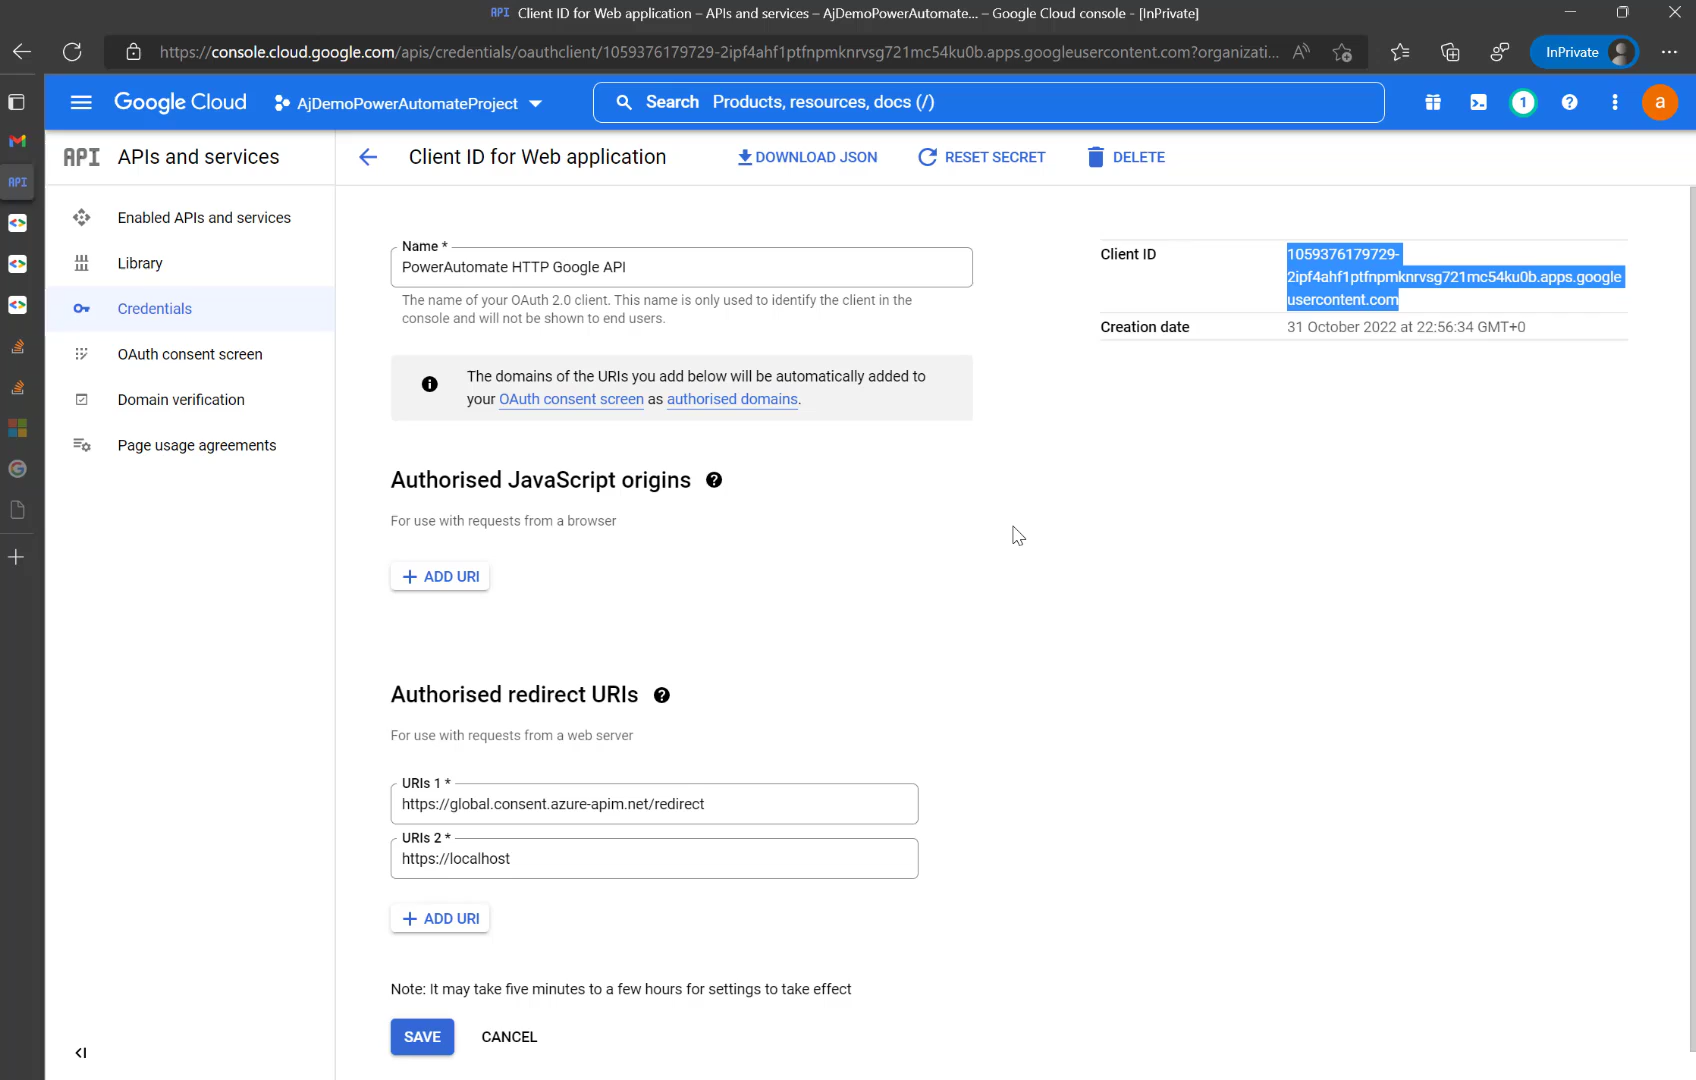 API Client ID for Web application – APIs and services – AjDemoPowerAutomate... – Google Cloud console - [InPrivate]
https://console.cloud.google.com/apis/credentials/oauthclient/1059376179729-2ipf4ahf1ptfnpmknrvsg721mc54ku0b.apps.googleusercontent.com?organizati...
InPrivate
Google Cloud
AjDemoPowerAutomateProject
Search Products, resources, docs (/)
1
a
API APIs and services
Client ID for Web application
DOWNLOAD JSON
RESET SECRET
DELETE
API
Enabled APIs and services
Library
Credentials
OAuth consent screen
Domain verification
Page usage agreements
Name *
PowerAutomate HTTP Google API
The name of your OAuth 2.0 client. This name is only used to identify the client in the
console and will not be shown to end users.
The domains of the URIs you add below will be automatically added to
your OAuth consent screen as authorised domains.
Client ID
1059376179729-
2ipf4ahf1ptfnpmknrvsg721mc54ku0b.apps.google
usercontent.com
Creation date
31 October 2022 at 22:56:34 GMT+0
Authorised JavaScript origins
For use with requests from a browser
ADD URI
Authorised redirect URIs
For use with requests from a web server
URIs 1 *
https://global.consent.azure-apim.net/redirect
URIs 2 *
https://localhost
ADD URI
Note: It may take five minutes to a few hours for settings to take effect
SAVE
CANCEL